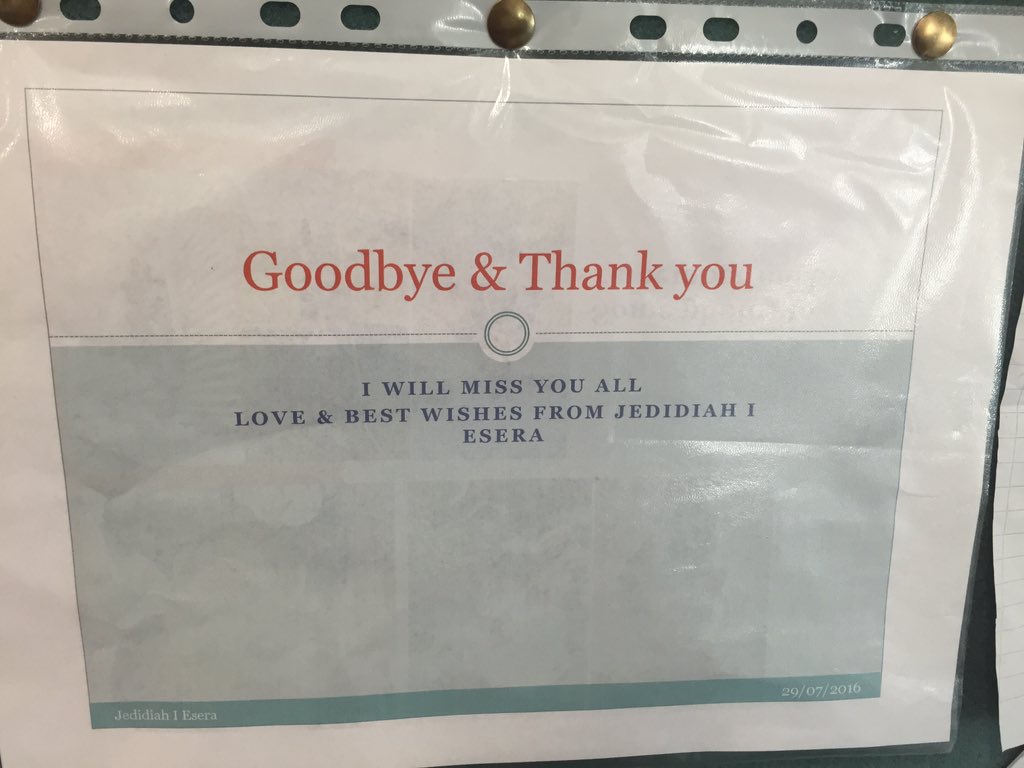 Goodbye & Thank you
I WILL MISS YOU ALL
LOVE & BEST WISHES FROM JEDIDIAH I
ESERA
Jedidiah I Esera
29/07/2016